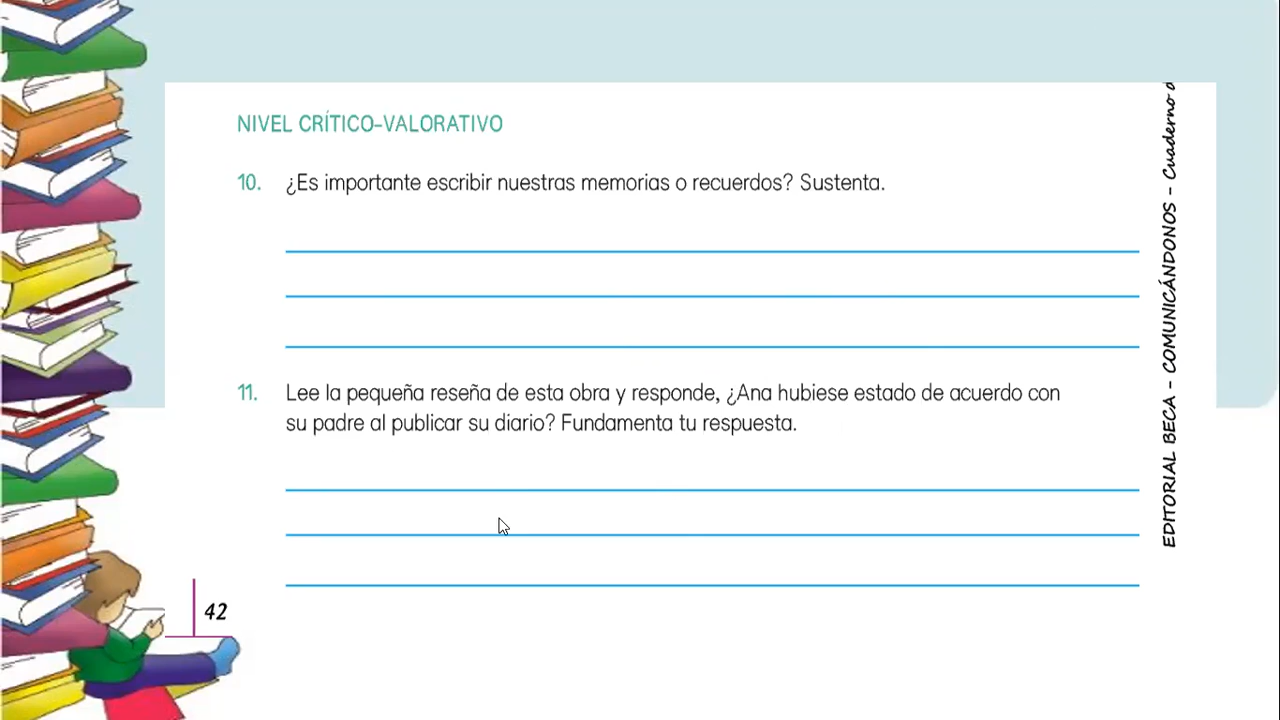 NIVEL CRÍTICO-VALORATIVO
10. ¿Es importante escribir nuestras memorias o recuerdos? Sustenta.
11. Lee la pequeña reseña de esta obra y responde, ¿Ana hubiese estado de acuerdo con
su padre al publicar su diario? Fundamenta tu respuesta.
42
EDITORIAL BECA - COMUNICÁNDONOS - Cuaderno